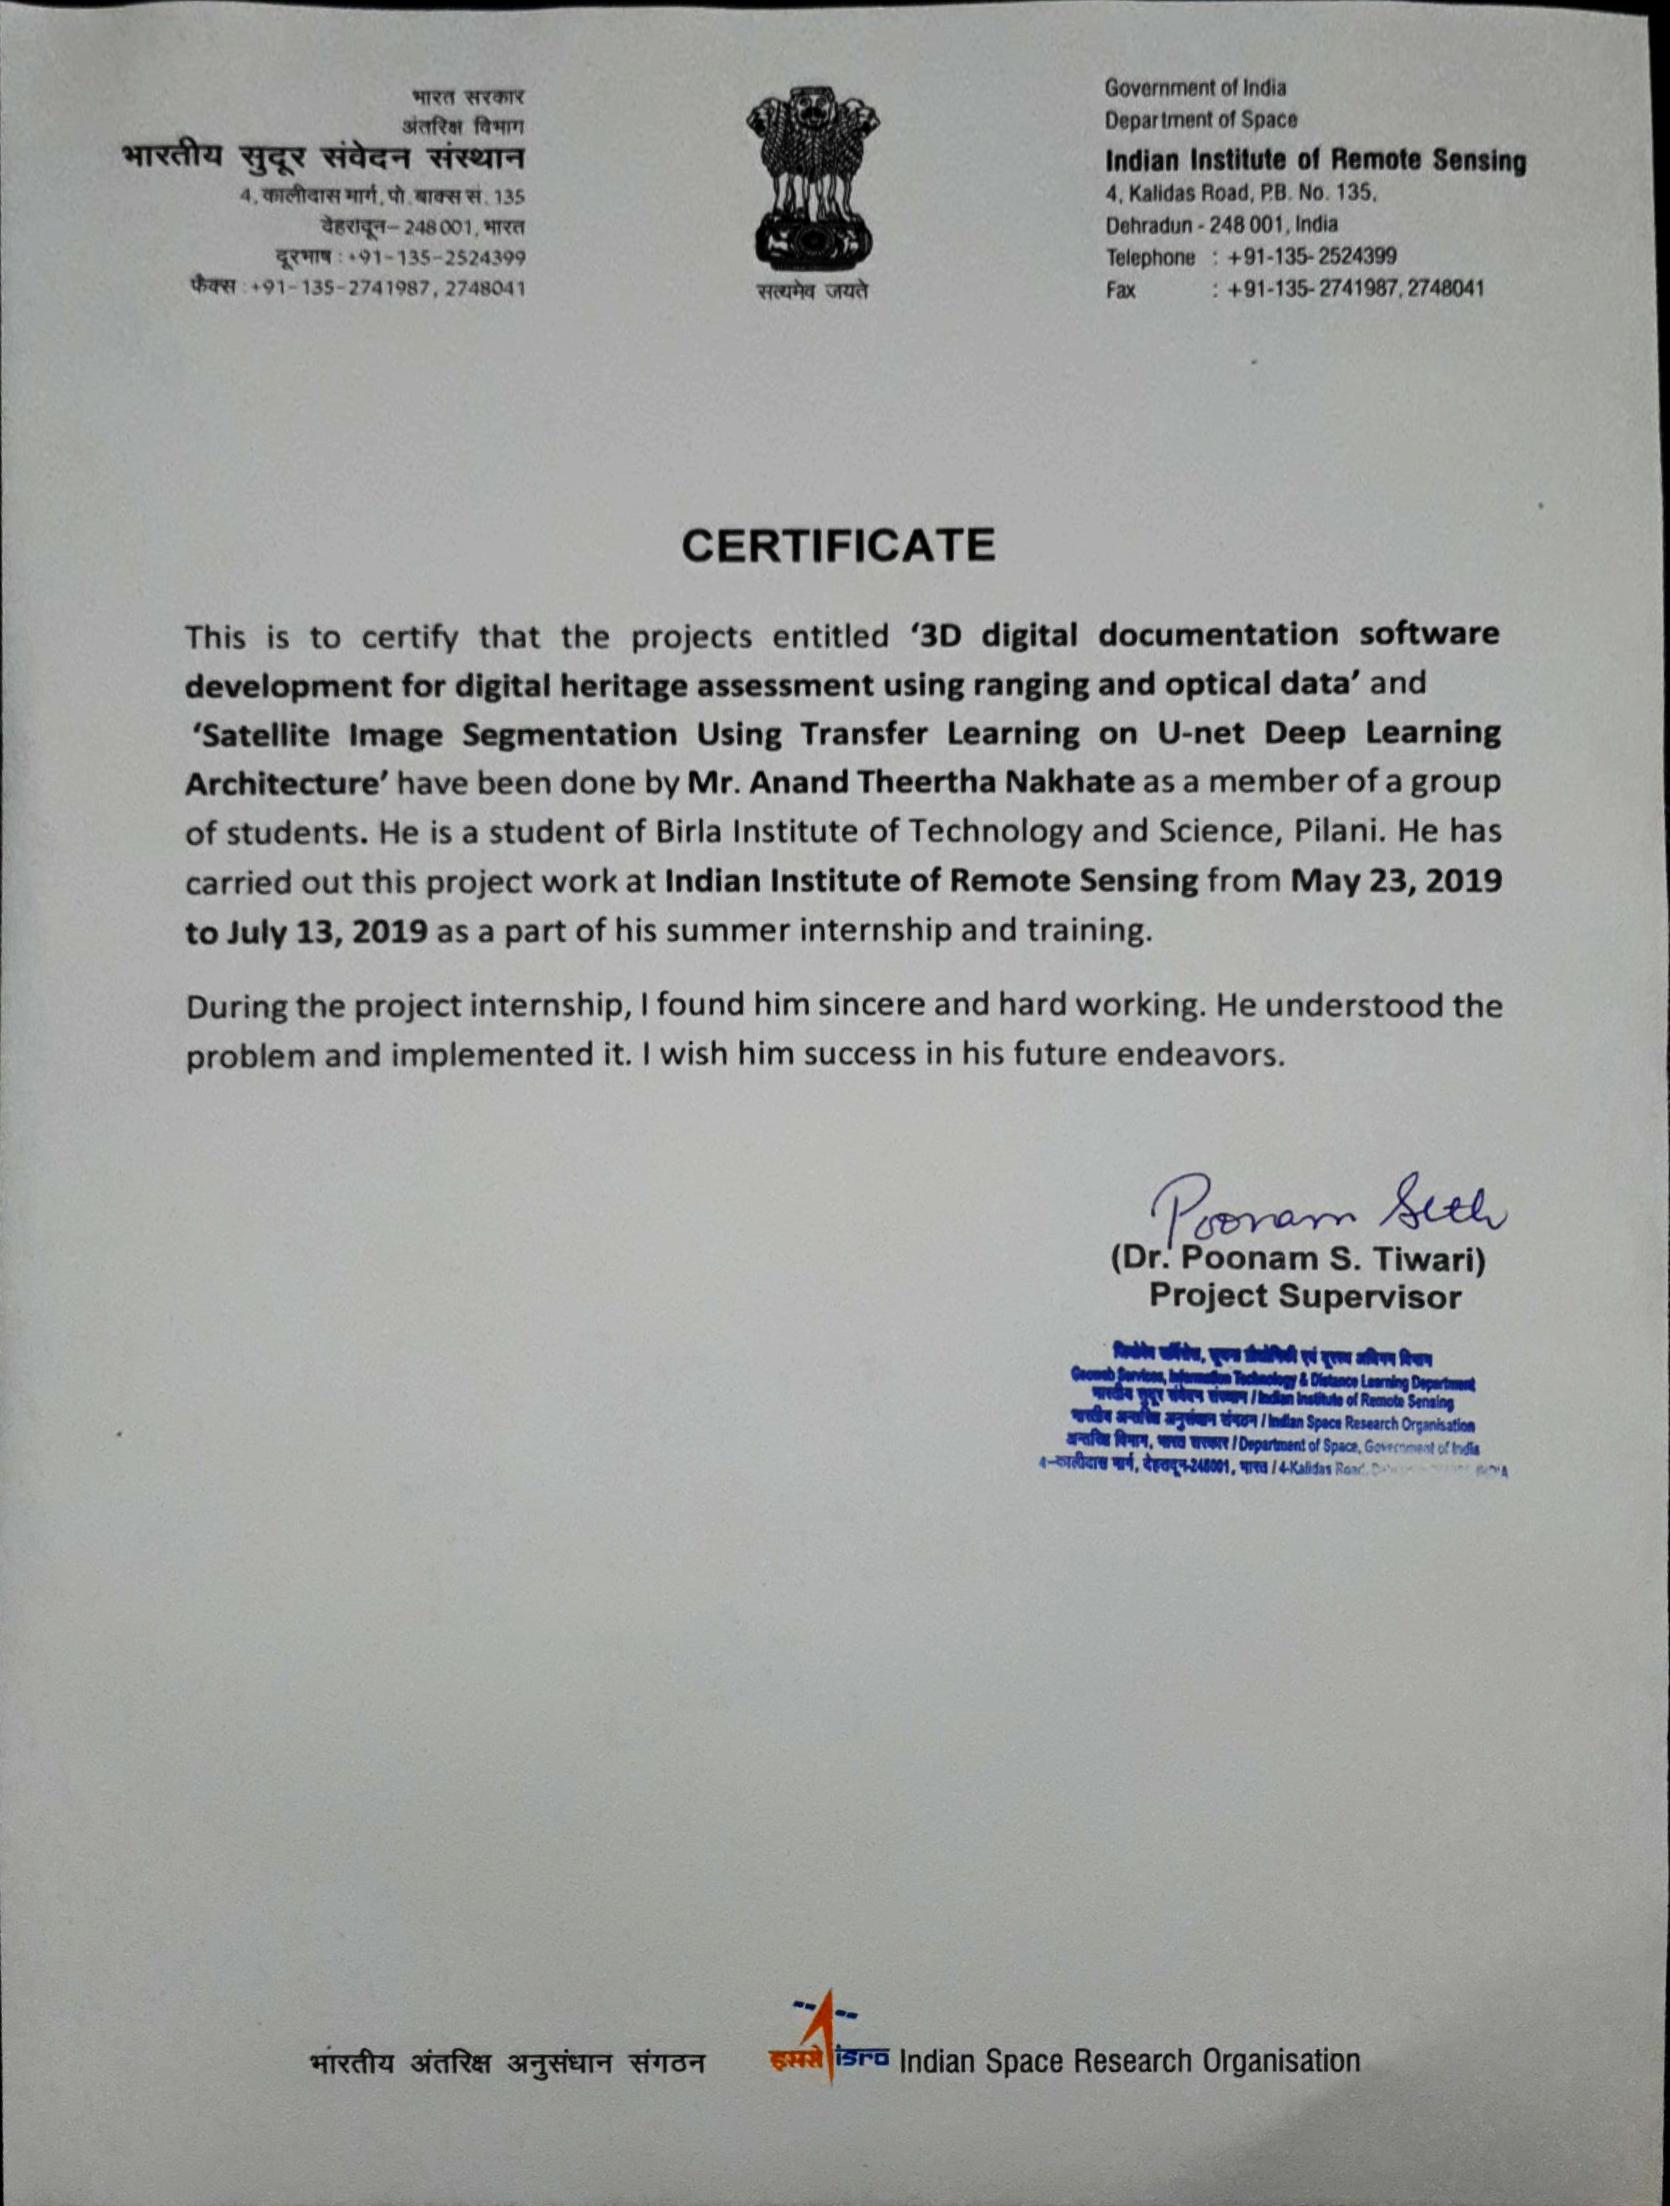 भारत सरकार
अंतरिक्ष विभाग
भारतीय सुदूर संवेदन संस्थान
4, कालीदास मार्ग, पो. बाक्स सं. 135
देहरादून– 248 001, भारत
दूरभाष : +91-135-2524399
फैक्स : +91-135-2741987, 2748041
सत्यमेव जयते
Government of India
Department of Space
Indian Institute of Remote Sensing
4, Kalidas Road, P.B. No. 135,
Dehradun - 248 001, India
Telephone : +91-135- 2524399
Fax : +91-135- 2741987, 2748041
CERTIFICATE
This is to certify that the projects entitled ‘3D digital documentation software
development for digital heritage assessment using ranging and optical data’ and
‘Satellite Image Segmentation Using Transfer Learning on U-net Deep Learning
Architecture’ have been done by Mr. Anand Theertha Nakhate as a member of a group
of students. He is a student of Birla Institute of Technology and Science, Pilani. He has
carried out this project work at Indian Institute of Remote Sensing from May 23, 2019
to July 13, 2019 as a part of his summer internship and training.
During the project internship, I found him sincere and hard working. He understood the
problem and implemented it. I wish him success in his future endeavors.
Poonam Seth
(Dr. Poonam S. Tiwari)
Project Supervisor
एवं दूरस्थ अधिगम विभाग
Geoweb Services, Information Technology & Distance Learning Department
भारतीय सुदूर संवेदन संस्थान / Indian Institute of Remote Sensing
भारतीय अन्तरिक्ष अनुसंधान संगठन / Indian Space Research Organisation
अन्तरिक्ष विभाग, भारत सरकार / Department of Space, Government of India
4-कालीदास मार्ग, देहरादून-248001, भारत / 4-Kalidas Road,
भारतीय अंतरिक्ष अनुसंधान संगठन
इसरो isro Indian Space Research Organisation